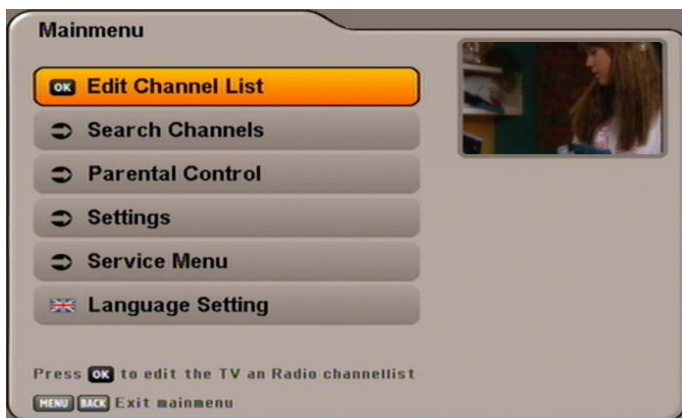 Mainmenu
OK Edit Channel List
Search Channels
Parental Control
Settings
Service Menu
Language Setting
Press OK to edit the TV an Radio channellist
MENU BACK Exit mainmenu